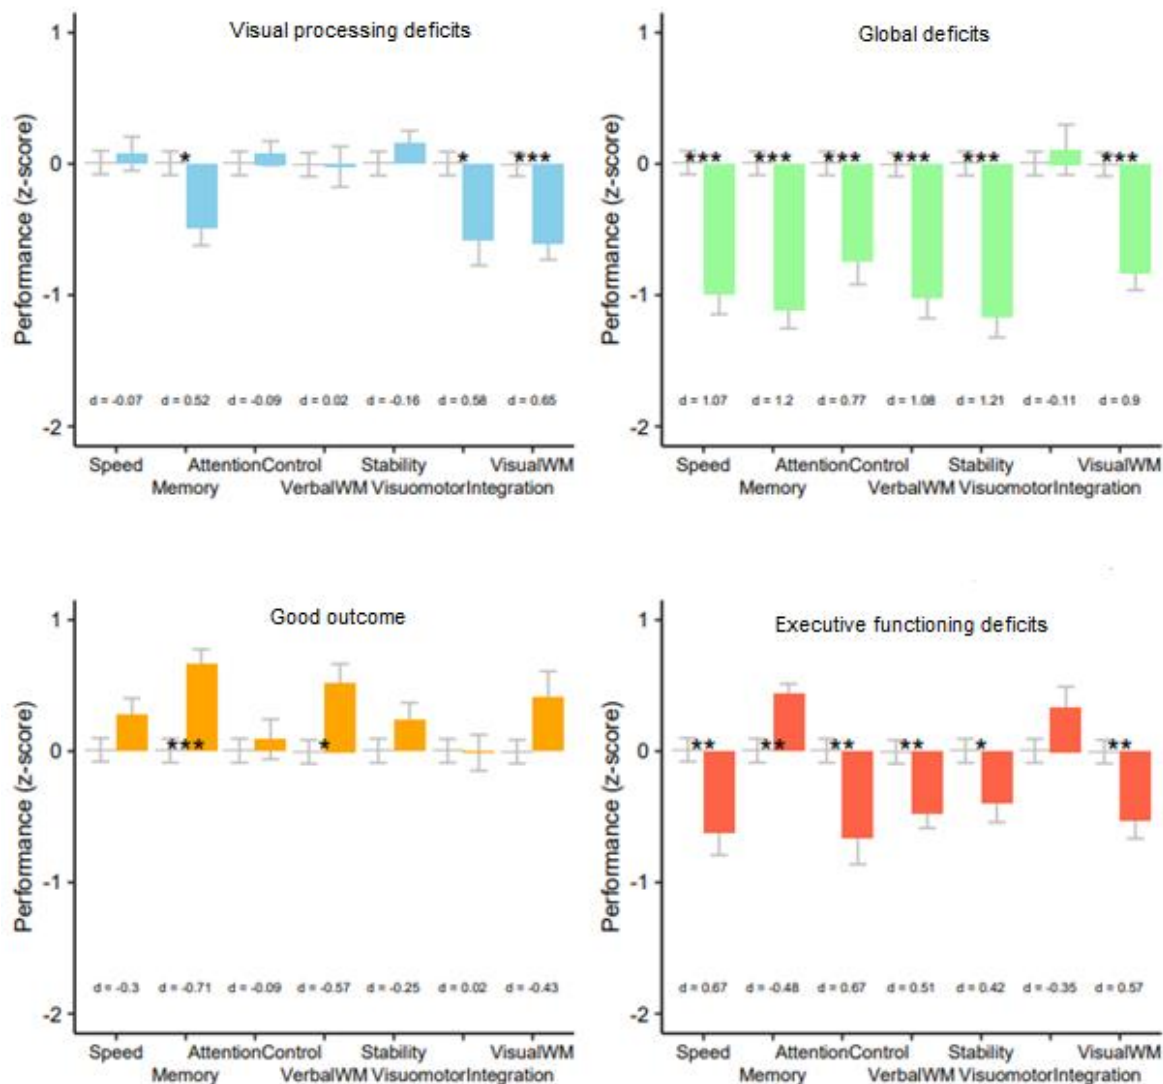 Visual processing deficits
Performance (z-score)
1
0
-1
-2
* * ***
d = -0.07 d = 0.52 d = -0.09 d = 0.02 d = -0.16 d = 0.58 d = 0.65
Speed AttentionControl Stability VisualWM
Memory VerbalWM VisuomotorIntegration
Global deficits
Performance (z-score)
1
0
-1
-2
*** *** *** *** *** ***
d = 1.07 d = 1.2 d = 0.77 d = 1.08 d = 1.21 d = -0.11 d = 0.9
Speed AttentionControl Stability VisualWM
Memory VerbalWM VisuomotorIntegration
Good outcome
Performance (z-score)
1
0
-1
-2
*** *
d = -0.3 d = -0.71 d = -0.09 d = -0.57 d = -0.25 d = 0.02 d = -0.43
Speed AttentionControl Stability VisualWM
Memory VerbalWM VisuomotorIntegration
Executive functioning deficits
Performance (z-score)
1
0
-1
-2
** ** ** ** * **
d = 0.67 d = -0.48 d = 0.67 d = 0.51 d = 0.42 d = -0.35 d = 0.57
Speed AttentionControl Stability VisualWM
Memory VerbalWM VisuomotorIntegration